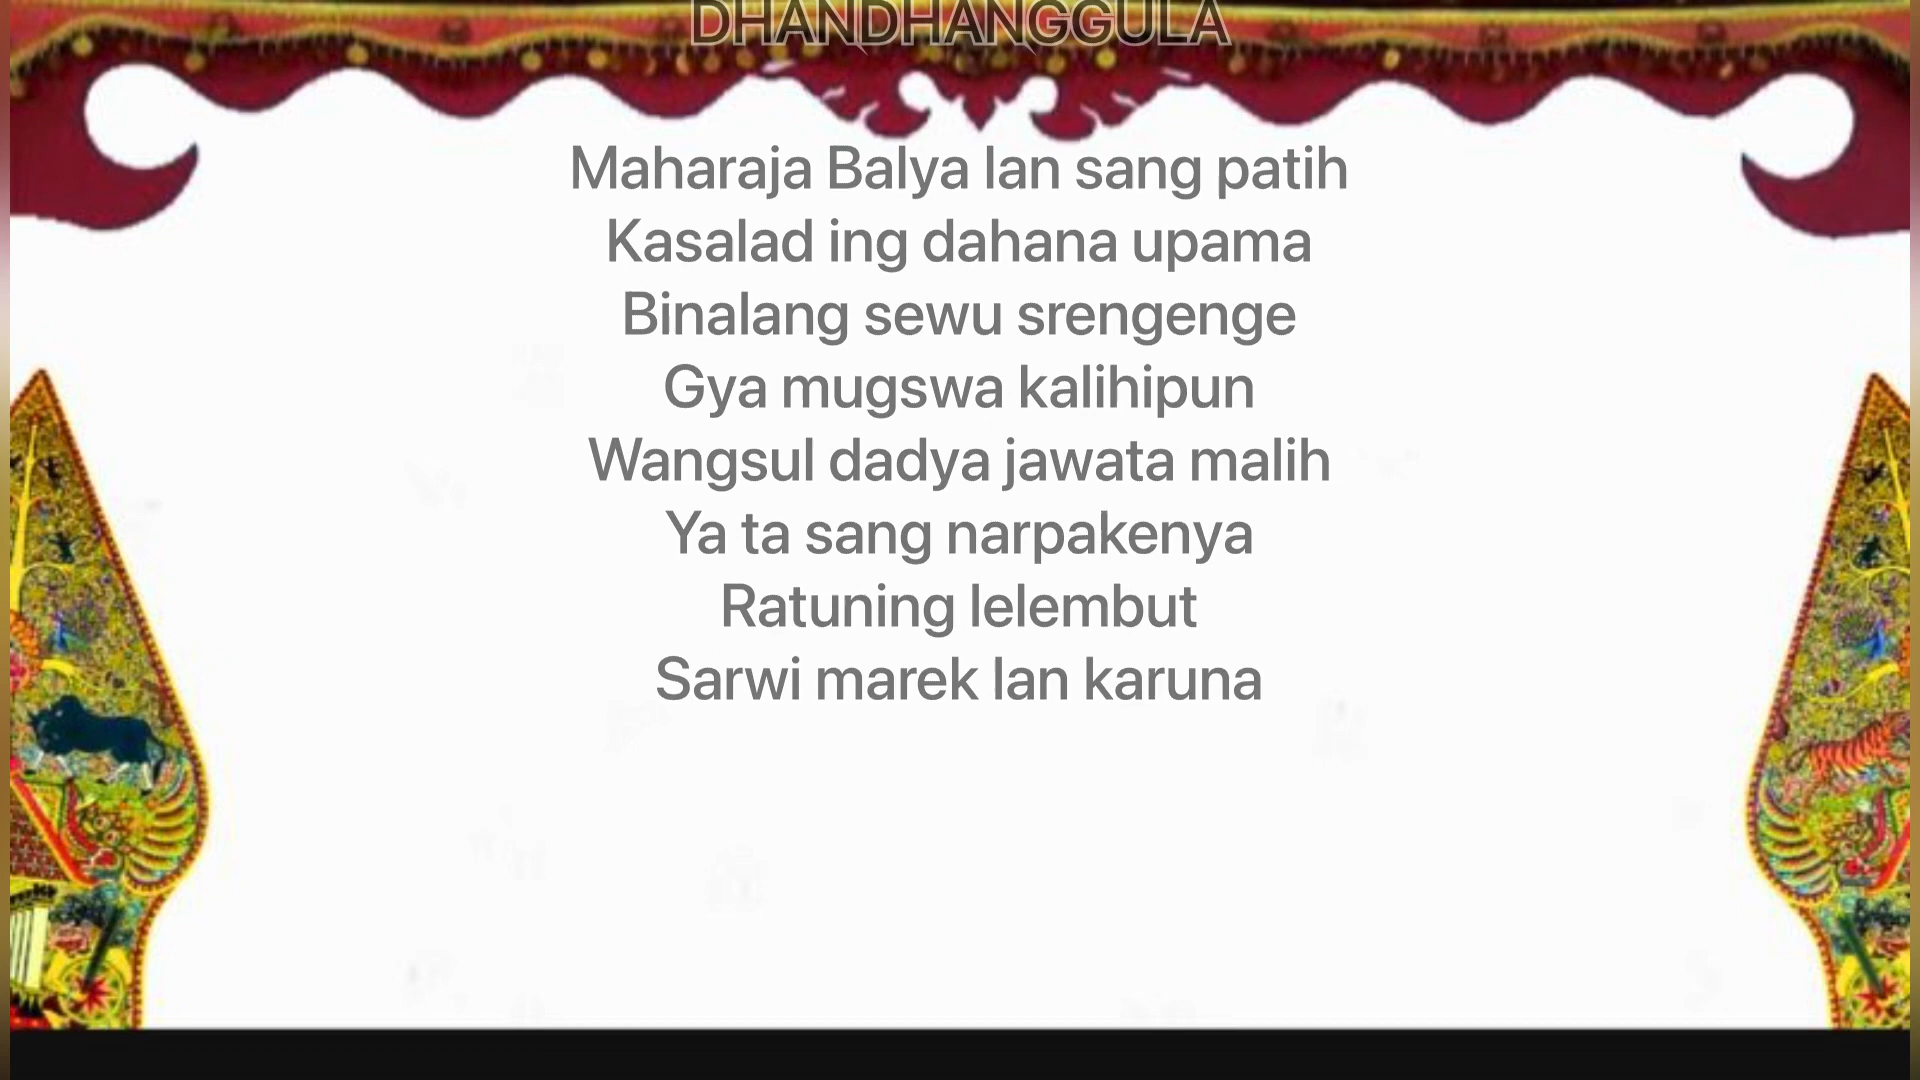 DHANDHANGGULA
Maharaja Balya lan sang patih
Kasalad ing dahana upama
Binalang sewu srengenge
Gya mugswa kalihipun
Wangsul dadya jawata malih
Ya ta sang narpakenya
Ratuning lelembut
Sarwi marek lan karuna